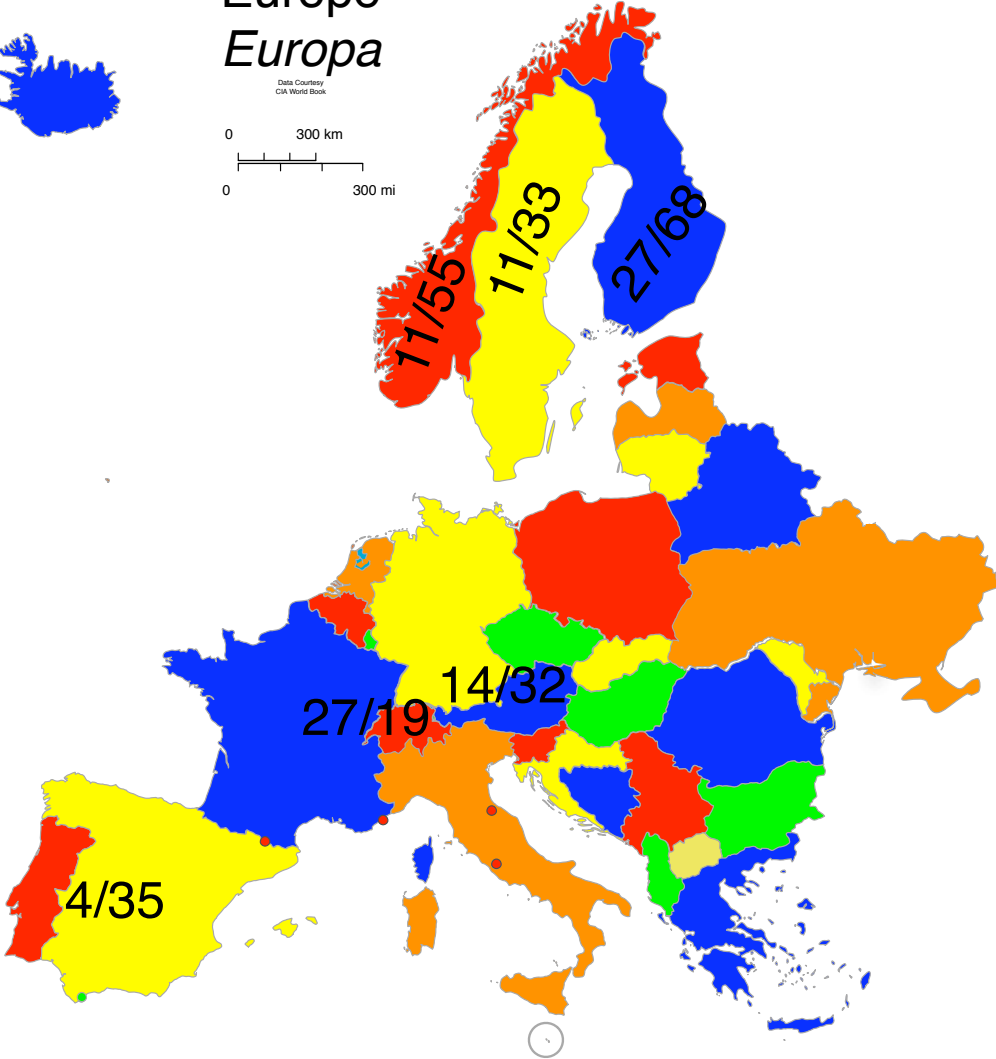 Europe
Europa
Data Courtesy
CIA World Book
0 300 km
0 300 mi
11/55
11/33
27/68
14/32
27/19
4/35